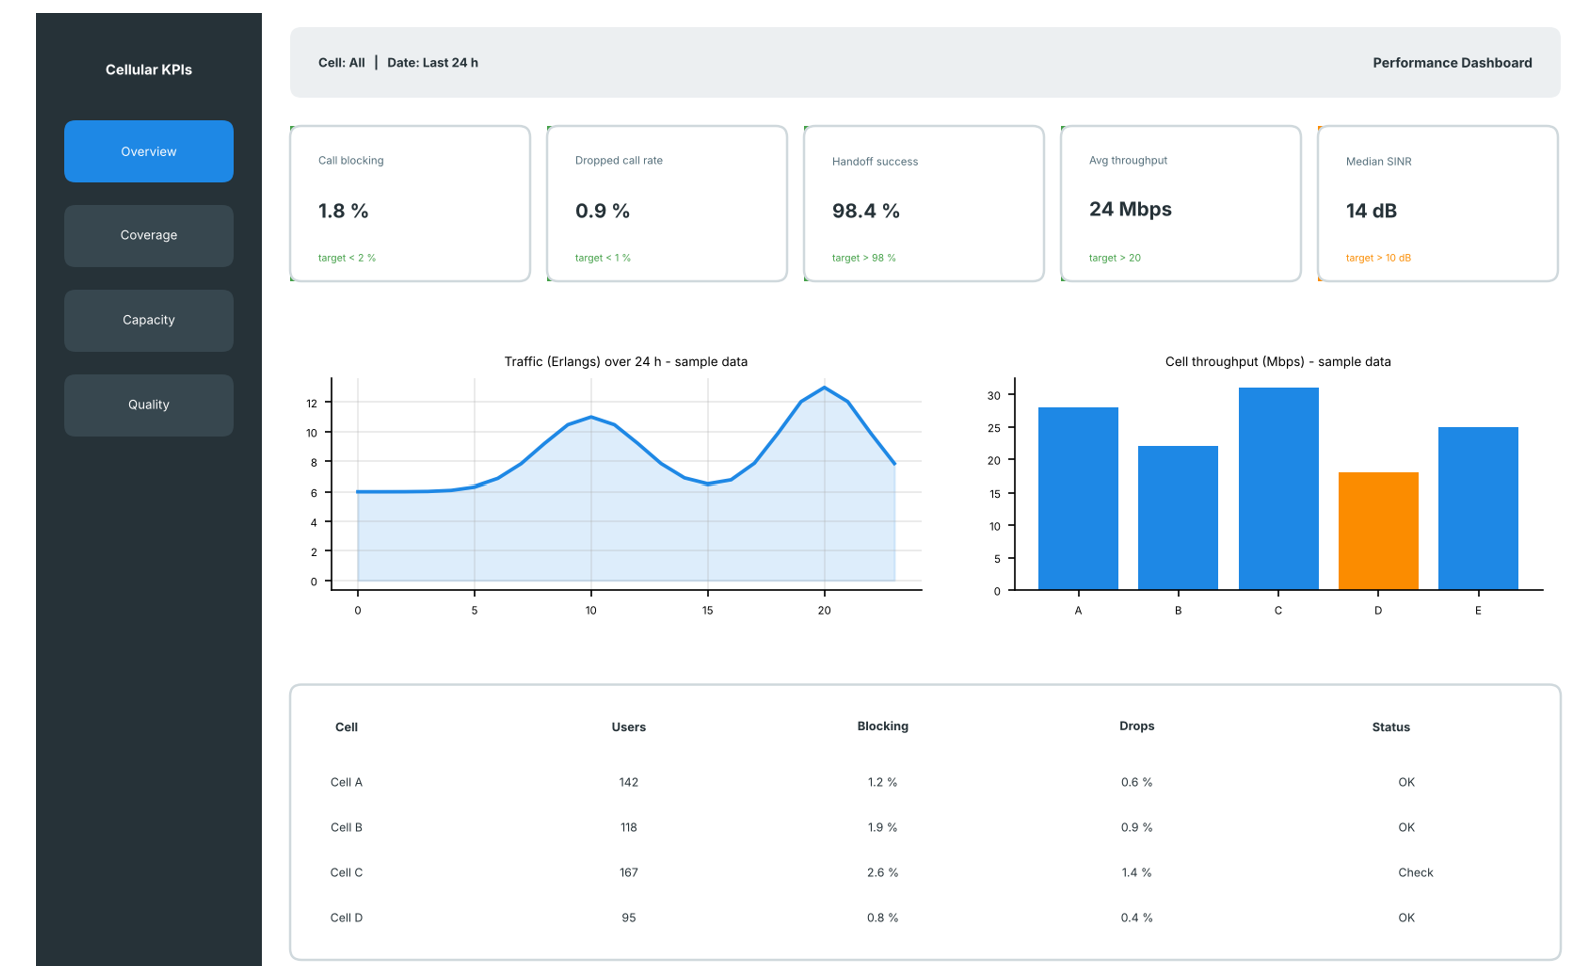 Cellular KPIs
Overview
Coverage
Capacity
Quality
Cell: All | Date: Last 24 h
Performance Dashboard
Call blocking
1.8 %
target < 2 %
Dropped call rate
0.9 %
target < 1 %
Handoff success
98.4 %
target > 98 %
Avg throughput
24 Mbps
target > 20
Median SINR
14 dB
target > 10 dB
Traffic (Erlangs) over 24 h - sample data
12
10
8
6
4
2
0
0 5 10 15 20
Cell throughput (Mbps) - sample data
30
25
20
15
10
5
0
A B C D E
Cell Users Blocking Drops Status
Cell A 142 1.2 % 0.6 % OK
Cell B 118 1.9 % 0.9 % OK
Cell C 167 2.6 % 1.4 % Check
Cell D 95 0.8 % 0.4 % OK